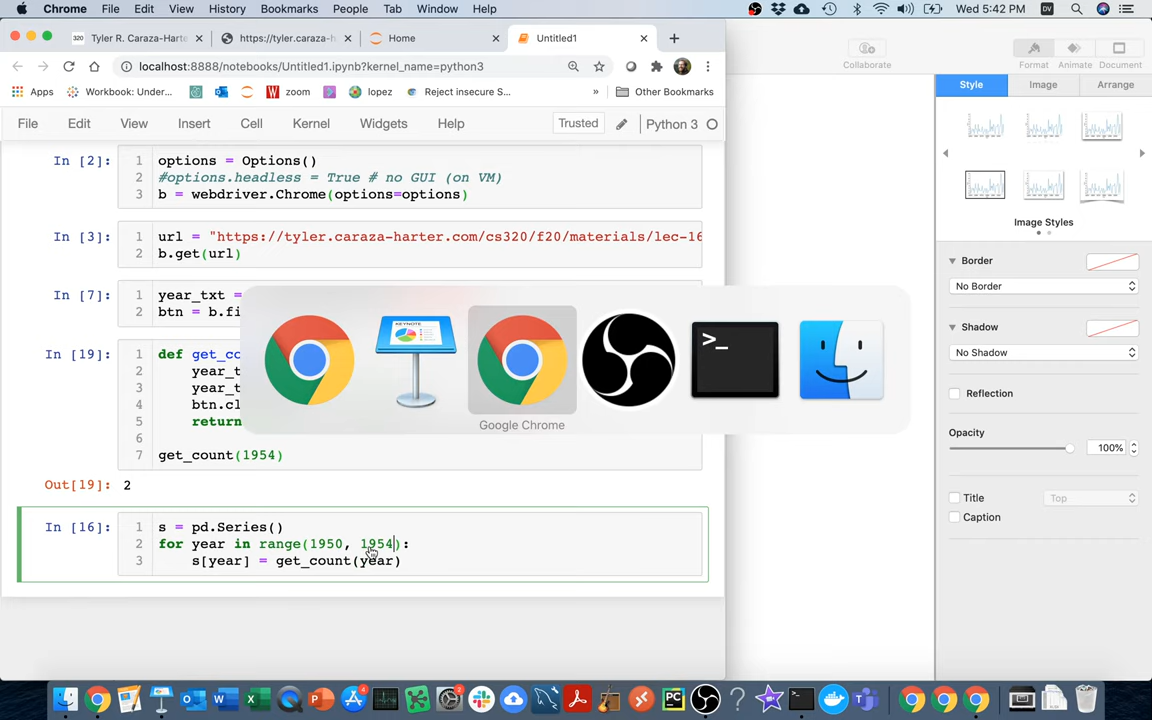 Chrome File Edit View History Bookmarks People Tab Window Help Wed 5:42 PM
320 Tyler R. Caraza-Harte
https://tyler.caraza-h
Home
Untitled1
localhost:8888/notebooks/Untitled1.ipynb?kernel_name=python3
Apps Workbook: Under... zoom lopez Reject insecure S... » Other Bookmarks
File Edit View Insert Cell Kernel Widgets Help Trusted Python 3
In [2]:
1 options = Options()
2 #options.headless = True # no GUI (on VM)
3 b = webdriver.Chrome(options=options)
In [3]:
1 url = "https://tyler.caraza-harter.com/cs320/f20/materials/lec-16
2 b.get(url)
In [7]:
1 year_txt =
2 btn = b.fi
In [19]:
1 def get_co
2 year_t
3 year_t
4 btn.cl
5 return
6
7 get_count(1954)
Out[19]: 2
In [16]:
1 s = pd.Series()
2 for year in range(1950, 1954):
3 s[year] = get_count(year)
KEYNOTE
>_
Google Chrome
Collaborate
Format Animate Document
Style Image Arrange
Image Styles
Border
No Border
Shadow
No Shadow
Reflection
Opacity
100%
Title Top
Caption